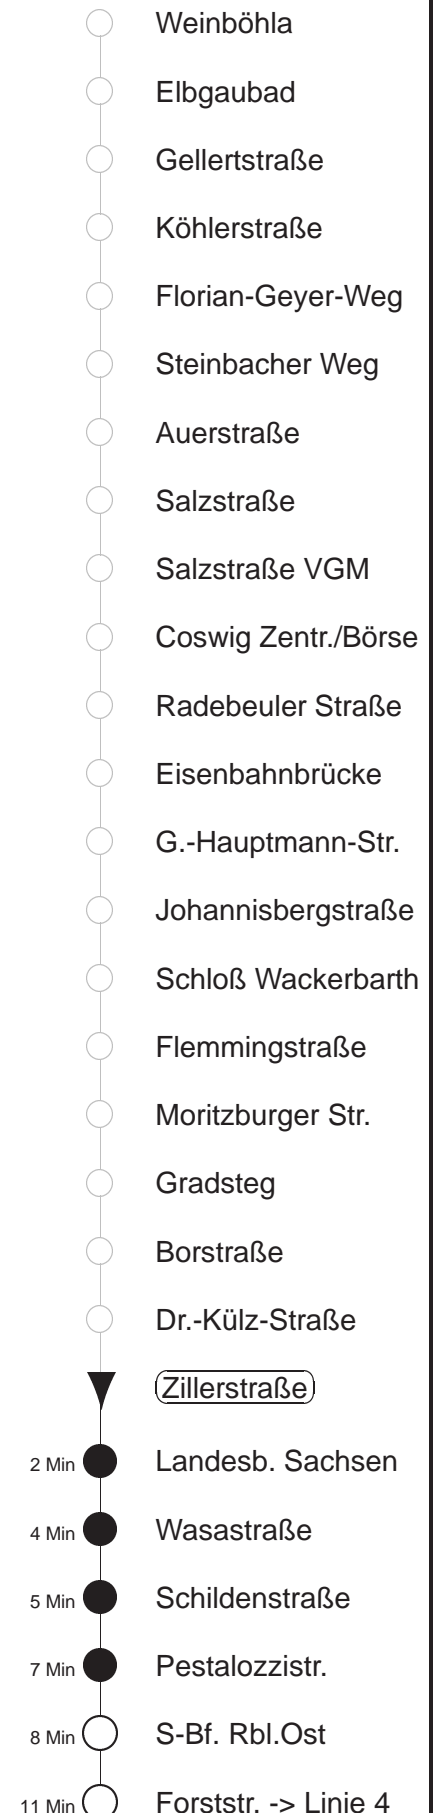 Weinböhla
Elbgaubad
Gellertstraße
Köhlerstraße
Florian-Geyer-Weg
Steinbacher Weg
Auerstraße
Salzstraße
Salzstraße VGM
Coswig Zentr./Börse
Radebeuler Straße
Eisenbahnbrücke
G.-Hauptmann-Str.
Johannisbergstraße
Schloß Wackerbarth
Flemmingstraße
Moritzburger Str.
Gradsteg
Borstraße
Dr.-Külz-Straße
Zillerstraße
2 Min Landesb. Sachsen
4 Min Wasastraße
5 Min Schildenstraße
7 Min Pestalozzistr.
8 Min S-Bf. Rbl.Ost
11 Min Forststr. -> Linie 4